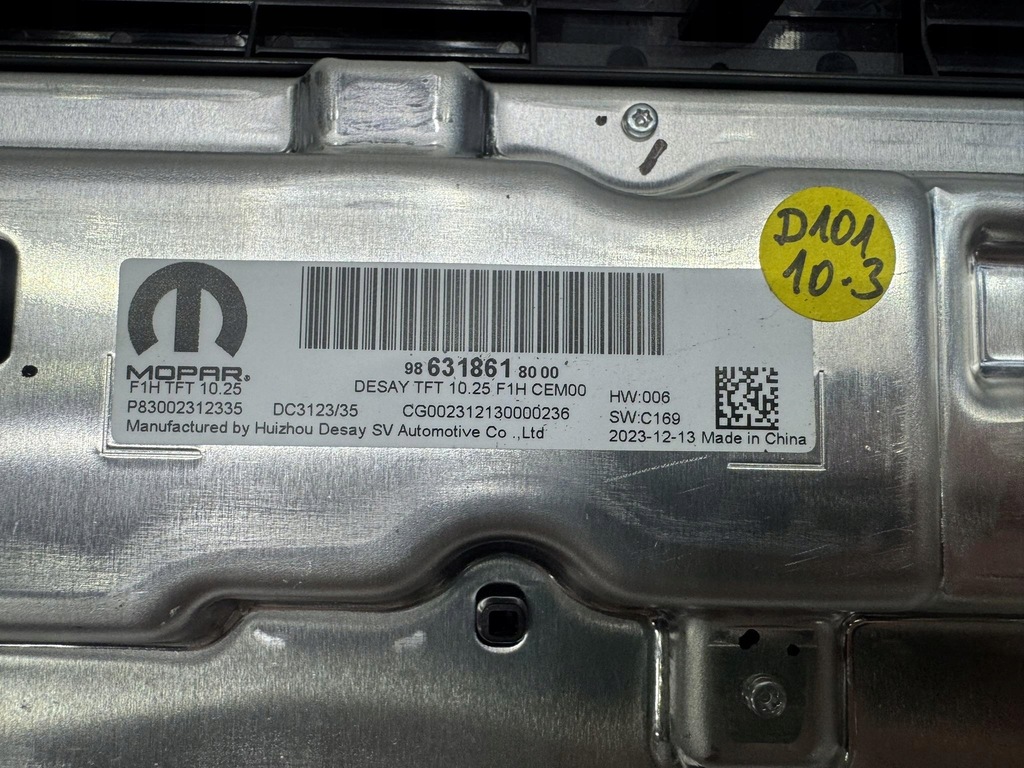 D101
10.3
MOPAR®
98 631861 80 00
F1H TFT 10.25
DESAY TFT 10.25 F1H CEM00
HW:006
P83002312335 DC3123/35 CG002312130000236
SW:C169
Manufactured by Huizhou Desay SV Automotive Co .,Ltd
2023-12-13 Made in China